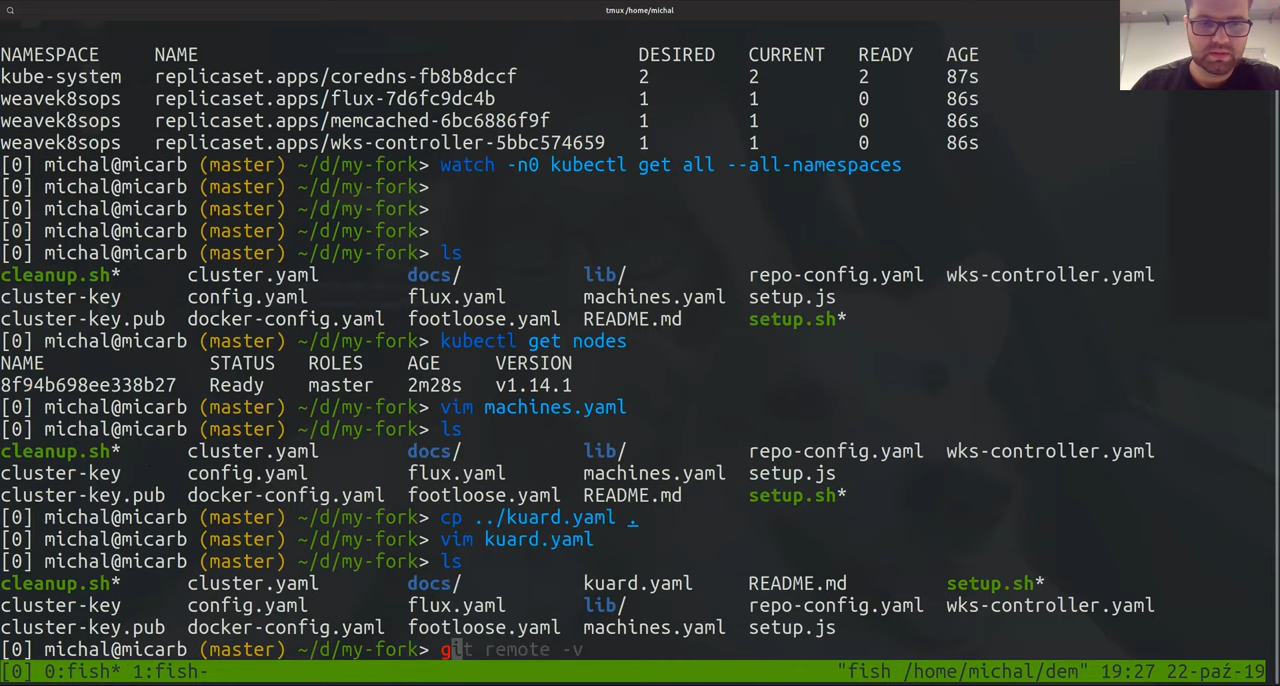 tmux /home/michal
NAMESPACE NAME DESIRED CURRENT READY AGE
kube-system replicaset.apps/coredns-fb8b8dccf 2 2 2 87s
weavek8sops replicaset.apps/flux-7d6fc9dc4b 1 1 0 86s
weavek8sops replicaset.apps/memcached-6bc6886f9f 1 1 0 86s
weavek8sops replicaset.apps/wks-controller-5bbc574659 1 1 0 86s
[0] michal@micarb (master) ~/d/my-fork> watch -n0 kubectl get all --all-namespaces
[0] michal@micarb (master) ~/d/my-fork>
[0] michal@micarb (master) ~/d/my-fork>
[0] michal@micarb (master) ~/d/my-fork>
[0] michal@micarb (master) ~/d/my-fork> ls
cleanup.sh* cluster.yaml docs/ lib/ repo-config.yaml wks-controller.yaml
cluster-key config.yaml flux.yaml machines.yaml setup.js
cluster-key.pub docker-config.yaml footloose.yaml README.md setup.sh*
[0] michal@micarb (master) ~/d/my-fork> kubectl get nodes
NAME STATUS ROLES AGE VERSION
8f94b698ee338b27 Ready master 2m28s v1.14.1
[0] michal@micarb (master) ~/d/my-fork> vim machines.yaml
[0] michal@micarb (master) ~/d/my-fork> ls
cleanup.sh* cluster.yaml docs/ lib/ repo-config.yaml wks-controller.yaml
cluster-key config.yaml flux.yaml machines.yaml setup.js
cluster-key.pub docker-config.yaml footloose.yaml README.md setup.sh*
[0] michal@micarb (master) ~/d/my-fork> cp ../kuard.yaml .
[0] michal@micarb (master) ~/d/my-fork> vim kuard.yaml
[0] michal@micarb (master) ~/d/my-fork> ls
cleanup.sh* cluster.yaml docs/ kuard.yaml README.md setup.sh*
cluster-key config.yaml flux.yaml lib/ repo-config.yaml wks-controller.yaml
cluster-key.pub docker-config.yaml footloose.yaml machines.yaml setup.js
[0] michal@micarb (master) ~/d/my-fork> git remote -v
[0] 0:fish* 1:fish- "fish /home/michal/dem" 19:27 22-paź-19